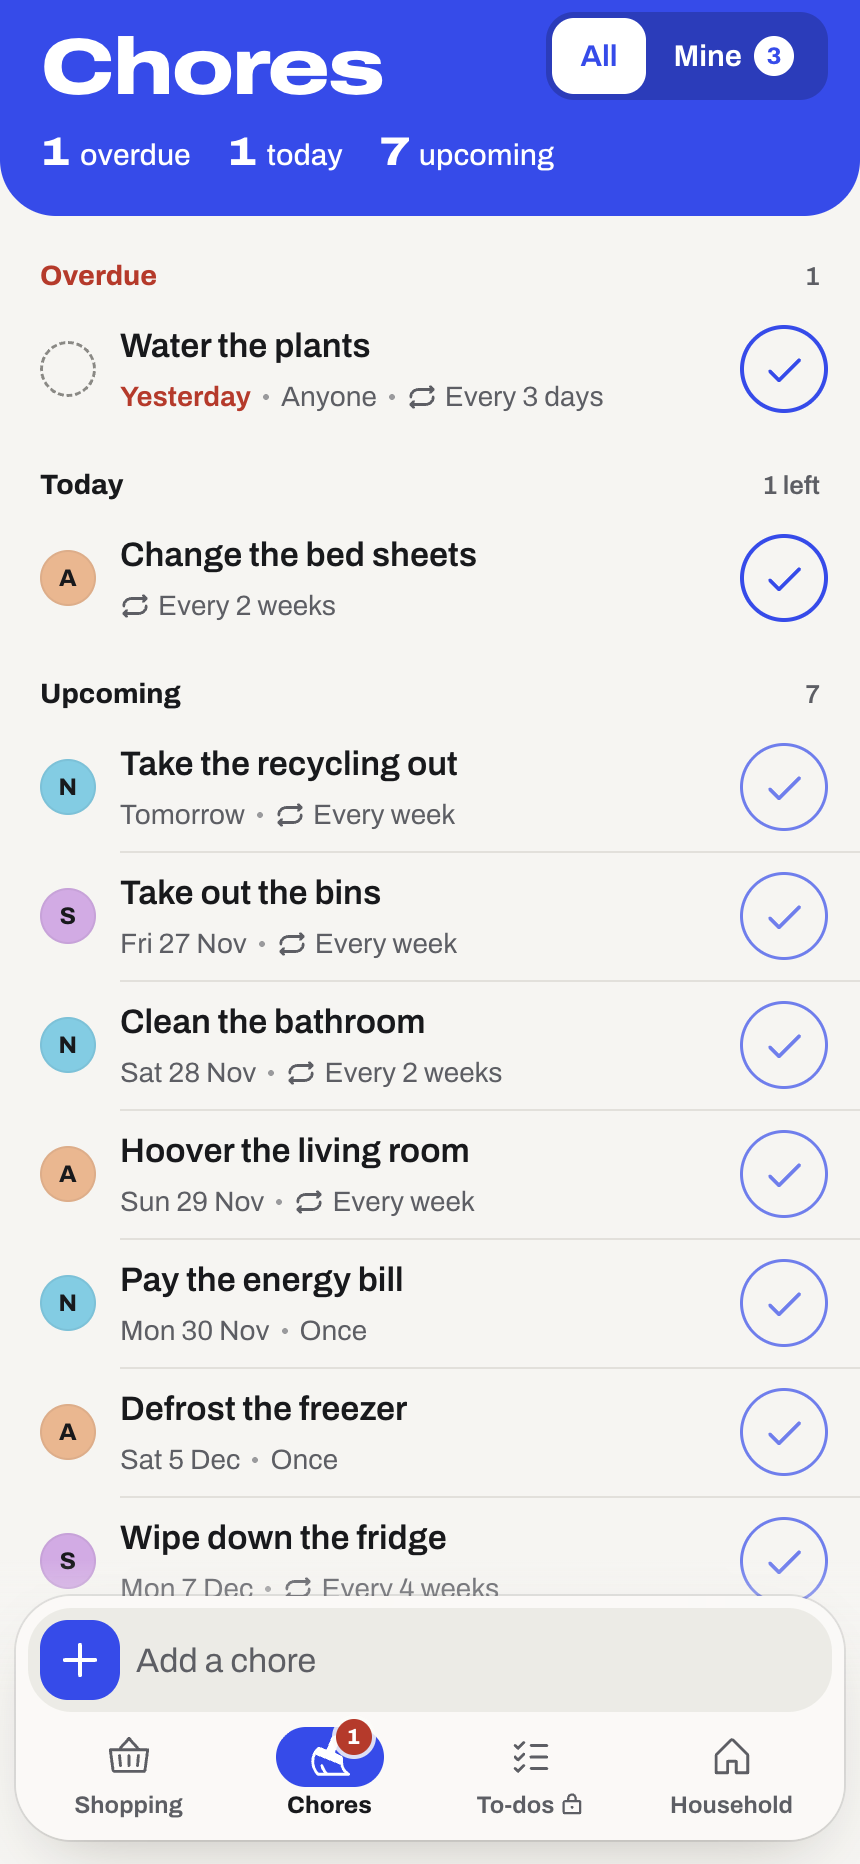 Chores
All
Mine 3
1 overdue 1 today 7 upcoming
Overdue 1
Water the plants
Yesterday • Anyone • Every 3 days
Today 1 left
A
Change the bed sheets
Every 2 weeks
Upcoming 7
N
Take the recycling out
Tomorrow • Every week
S
Take out the bins
Fri 27 Nov • Every week
N
Clean the bathroom
Sat 28 Nov • Every 2 weeks
A
Hoover the living room
Sun 29 Nov • Every week
N
Pay the energy bill
Mon 30 Nov • Once
A
Defrost the freezer
Sat 5 Dec • Once
S
Wipe down the fridge
Mon 7 Dec • Every 4 weeks
Add a chore
1
Shopping Chores To-dos Household